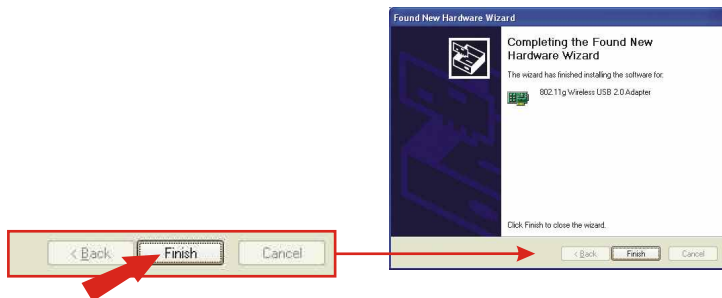 Found New Hardware Wizard
Completing the Found New
Hardware Wizard
The wizard has finished installing the software for:
802.11g Wireless USB 2.0 Adapter
Click Finish to close the wizard.
< Back Finish Cancel
< Back Finish Cancel